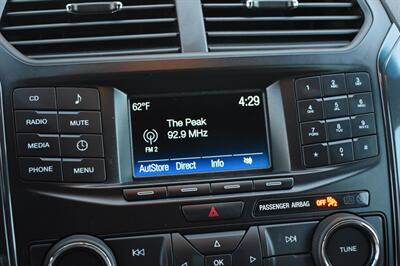 62°F 4:29
The Peak
92.9 MHz
FM 2
AutoStore Direct Info
CD
RADIO MUTE
MEDIA
PHONE MENU
1 2 3
4 5 6
7 8 9
* 0 #
PASSENGER AIRBAG OFF
OK
TUNE